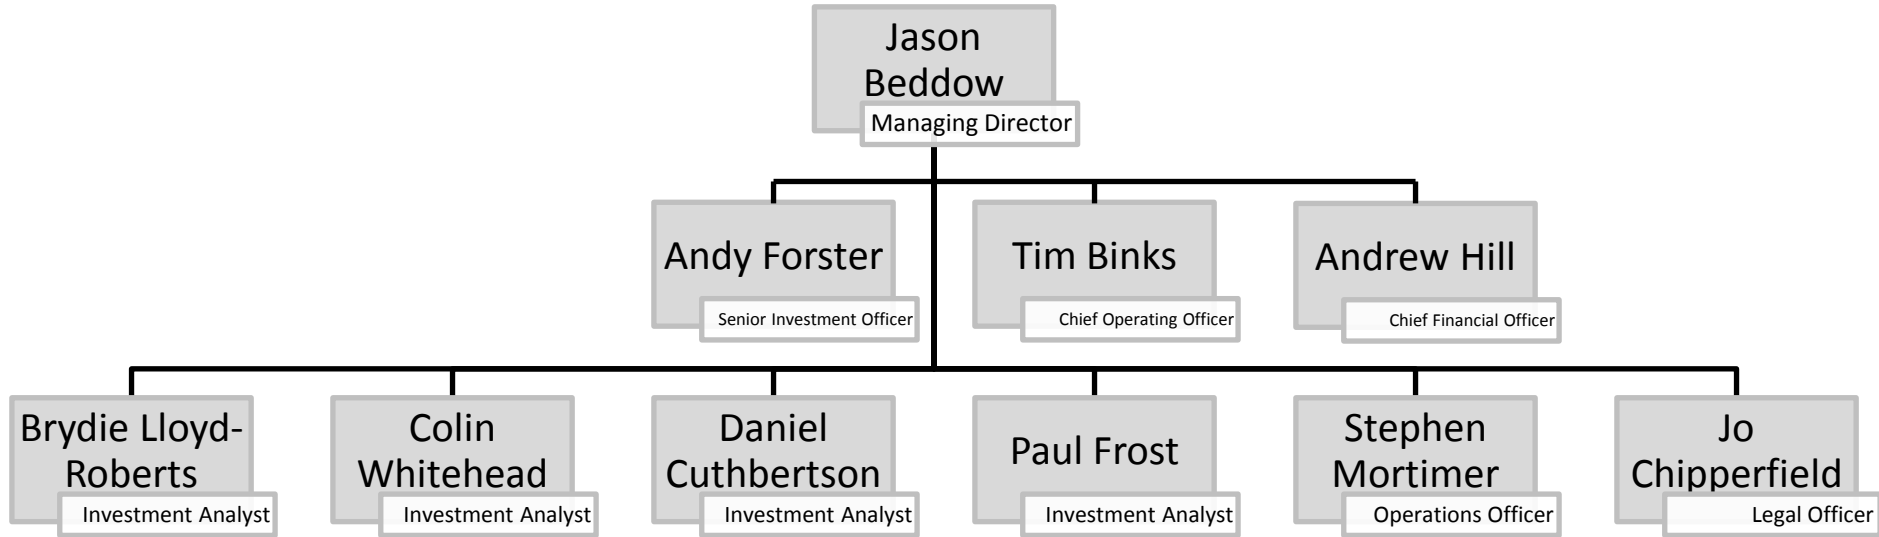 Jason
Beddow
Managing Director
Andy Forster
Senior Investment Officer
Tim Binks
Chief Operating Officer
Andrew Hill
Chief Financial Officer
Brydie Lloyd-
Roberts
Investment Analyst
Colin
Whitehead
Investment Analyst
Daniel
Cuthbertson
Investment Analyst
Paul Frost
Investment Analyst
Stephen
Mortimer
Operations Officer
Jo
Chipperfield
Legal Officer